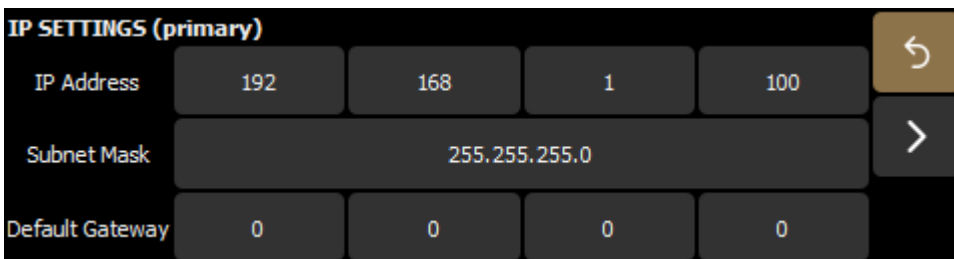 IP SETTINGS (primary)
IP Address 192 168 1 100
Subnet Mask 255.255.255.0
Default Gateway 0 0 0 0